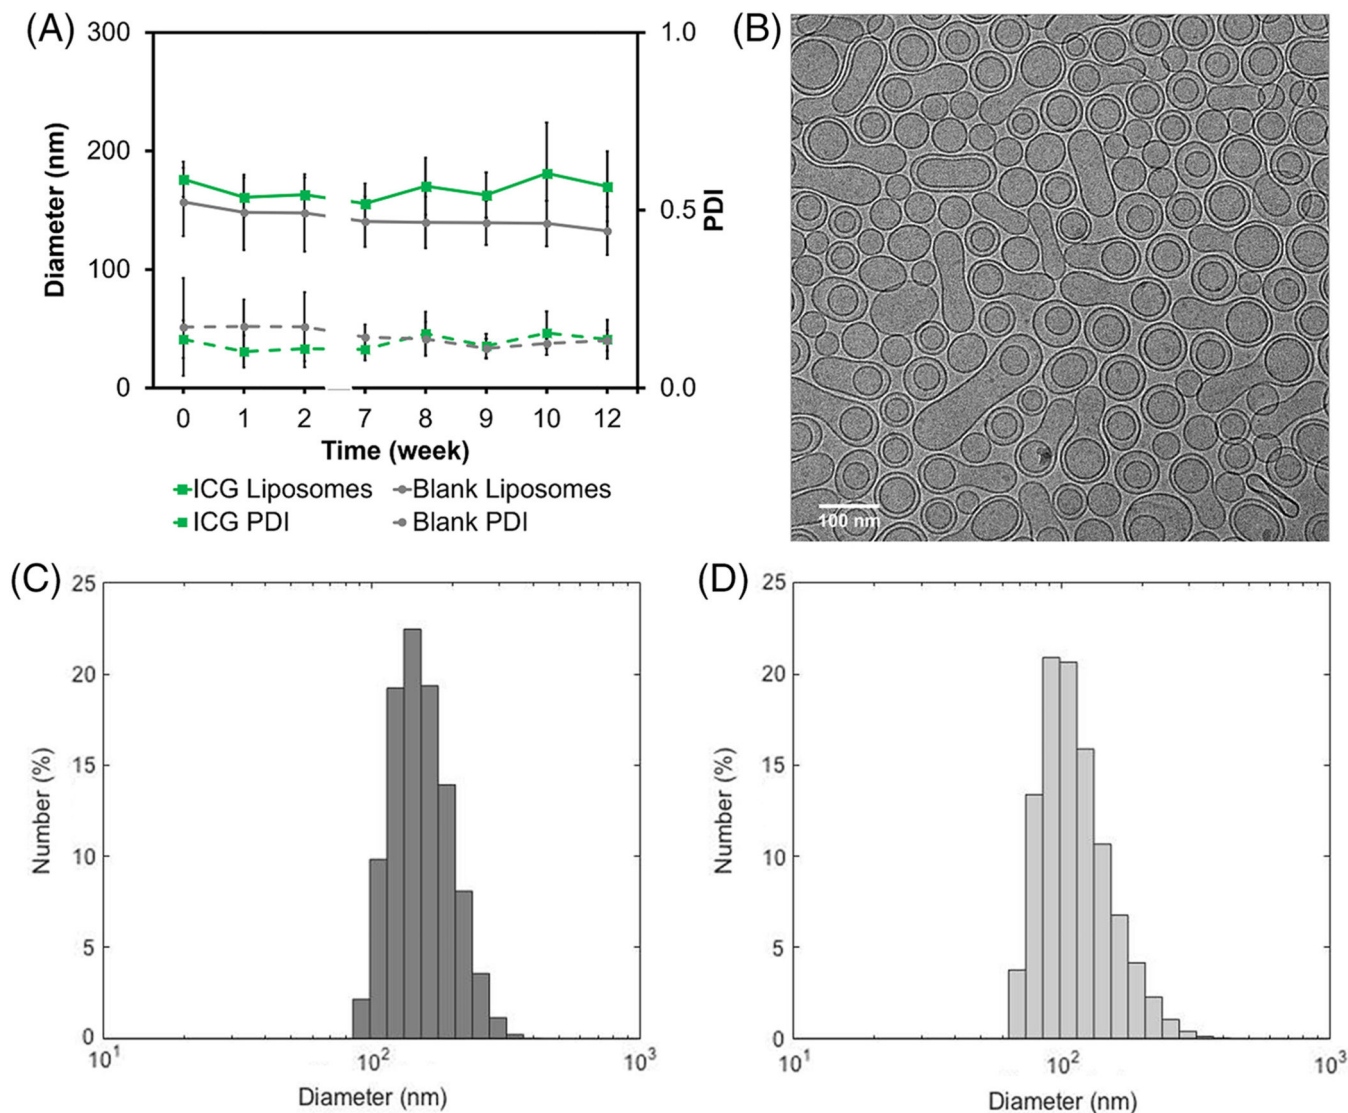 (A)
300
200
100
0
Diameter (nm)
1.0
0.5
0.0
PDI
0 1 2 7 8 9 10 12
Time (week)
ICG Liposomes Blank Liposomes
ICG PDI Blank PDI
(B)
100 nm
(C)
25
20
15
10
5
0
Number (%)
10¹ 10² 10³
Diameter (nm)
(D)
25
20
15
10
5
0
Number (%)
10¹ 10² 10³
Diameter (nm)